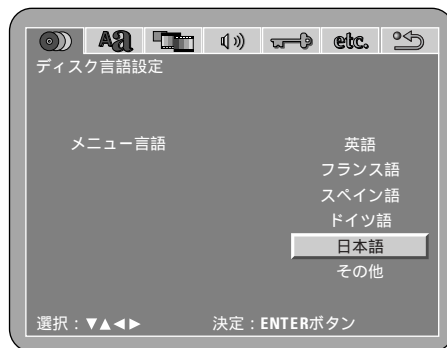 Aa etc.
ディスク言語設定
メニュー言語 英語
フランス語
スペイン語
ドイツ語
日本語
その他
選択：▼▲◀▶ 決定：ENTERボタン